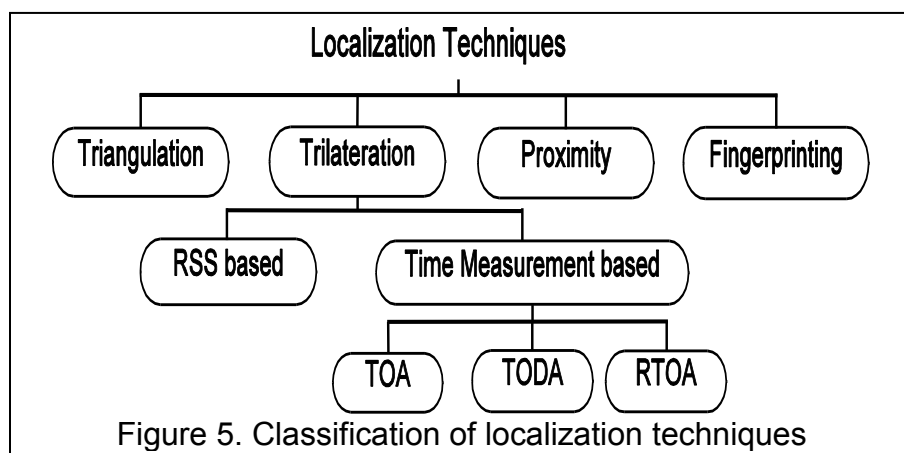 Localization Techniques
Triangulation Trilateration Proximity Fingerprinting
RSS based Time Measurement based
TOA TODA RTOA
Figure 5. Classification of localization techniques